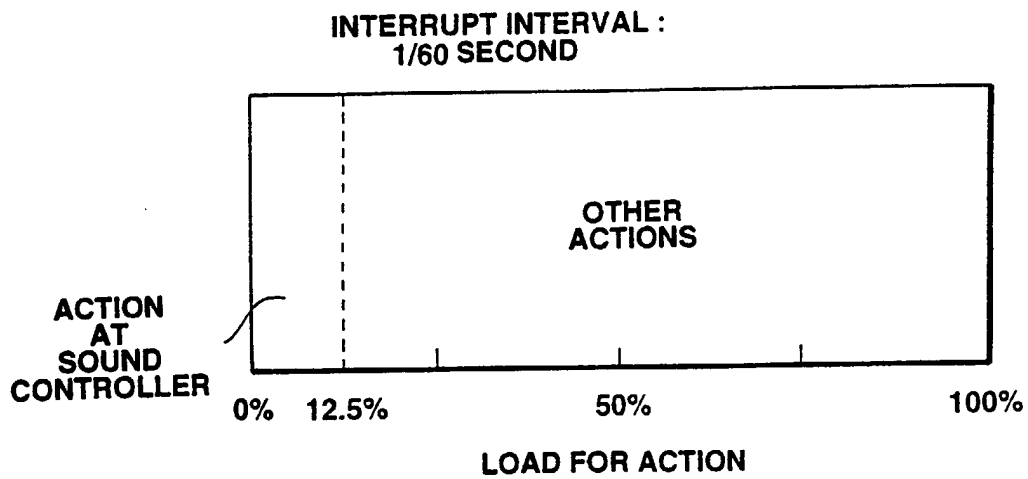 INTERRUPT INTERVAL :
1/60 SECOND
OTHER
ACTIONS
ACTION
AT
SOUND
CONTROLLER
0% 12.5% 50% 100%
LOAD FOR ACTION